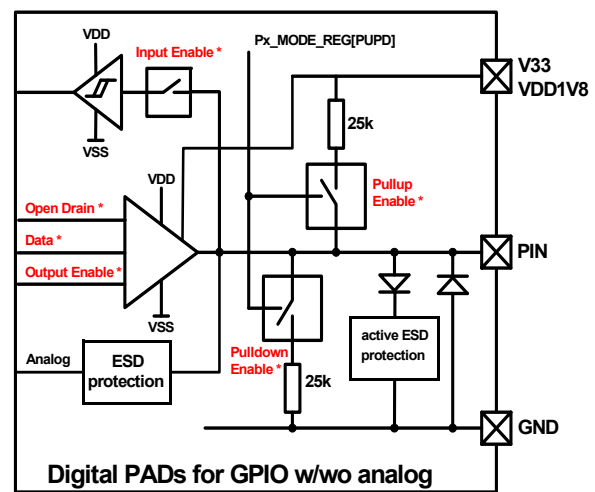 Px_MODE_REG[PUPD]
VDD
Input Enable *
V33
VDD1V8
25k
VSS
Pullup
Enable *
VDD
Open Drain *
Data *
Output Enable *
PIN
VSS
Analog
ESD
protection
Pulldown
Enable *
25k
active ESD
protection
GND
Digital PADs for GPIO w/wo analog